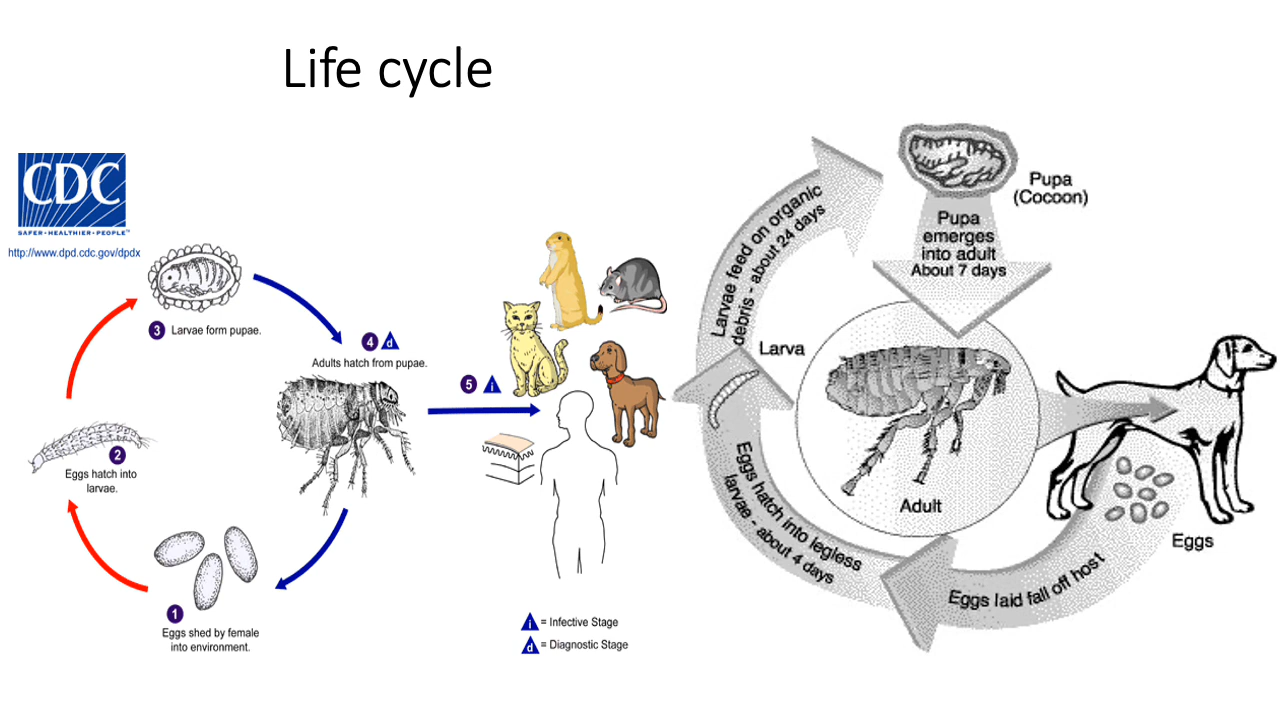 Life cycle
CDC
SAFER • HEALTHIER • PEOPLE™
http://www.dpd.cdc.gov/dpdx
3 Larvae form pupae.
4 d
Adults hatch from pupae.
5 i
2
Eggs hatch into
larvae.
1
Eggs shed by female
into environment.
i = Infective Stage
d = Diagnostic Stage
Pupa
(Cocoon)
Pupa
emerges
into adult
About 7 days
Larvae feed on organic
debris - about 24 days
Larva
Adult
Eggs hatch into legless
larvae - about 4 days
Eggs
Eggs laid fall off host